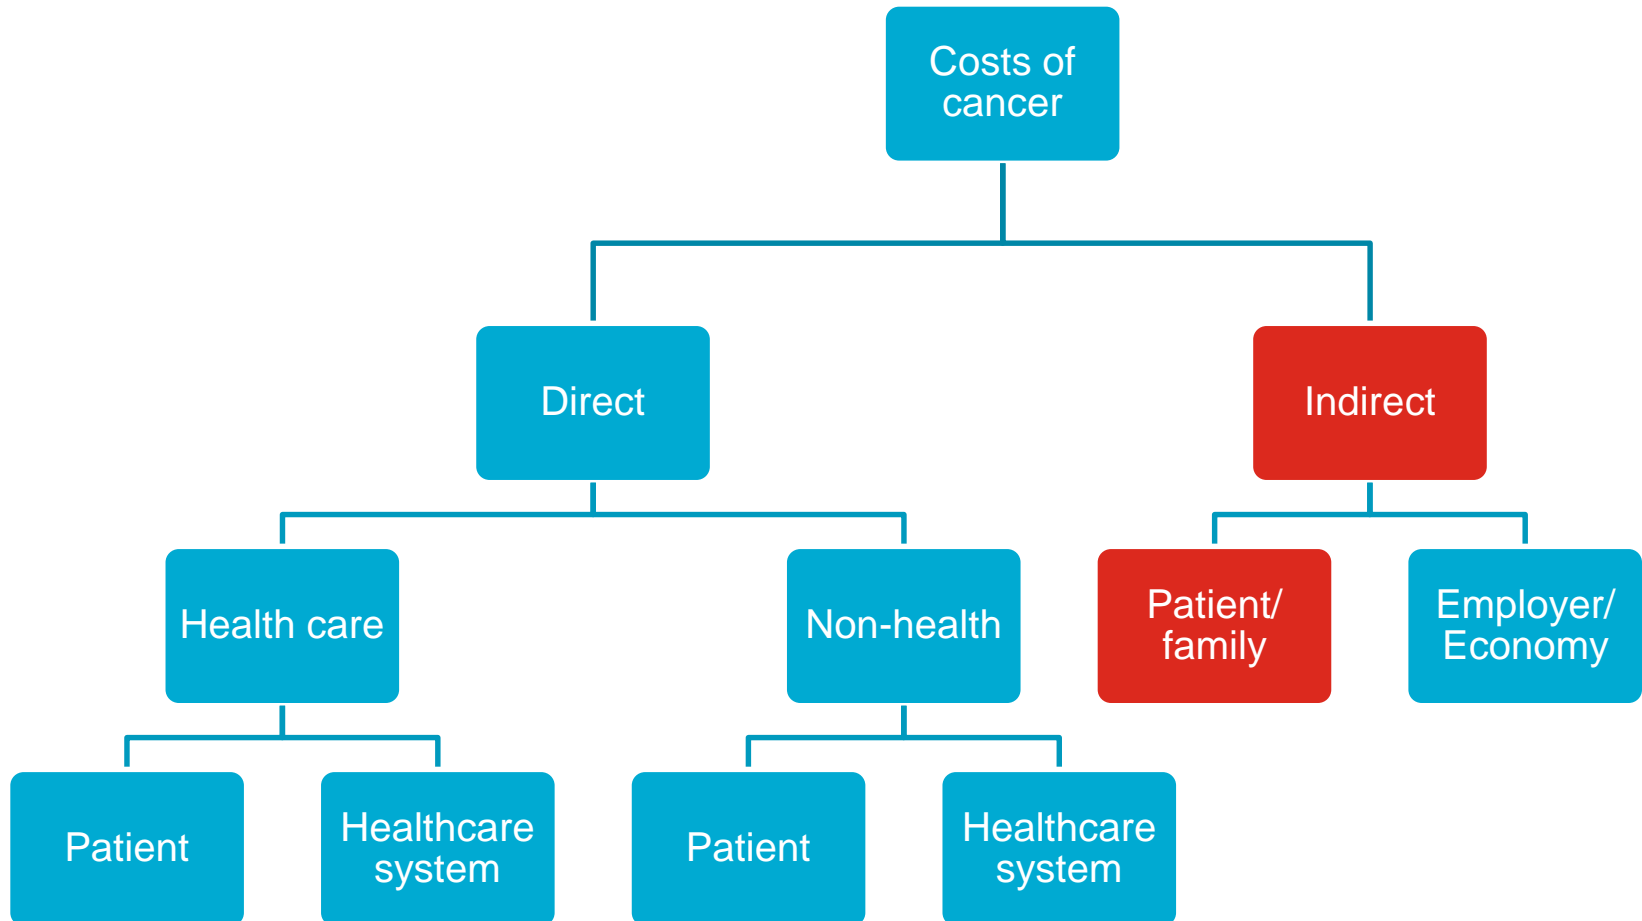 Costs of
cancer
Direct
Indirect
Health care
Non-health
Patient/
family
Employer/
Economy
Patient
Healthcare
system
Patient
Healthcare
system